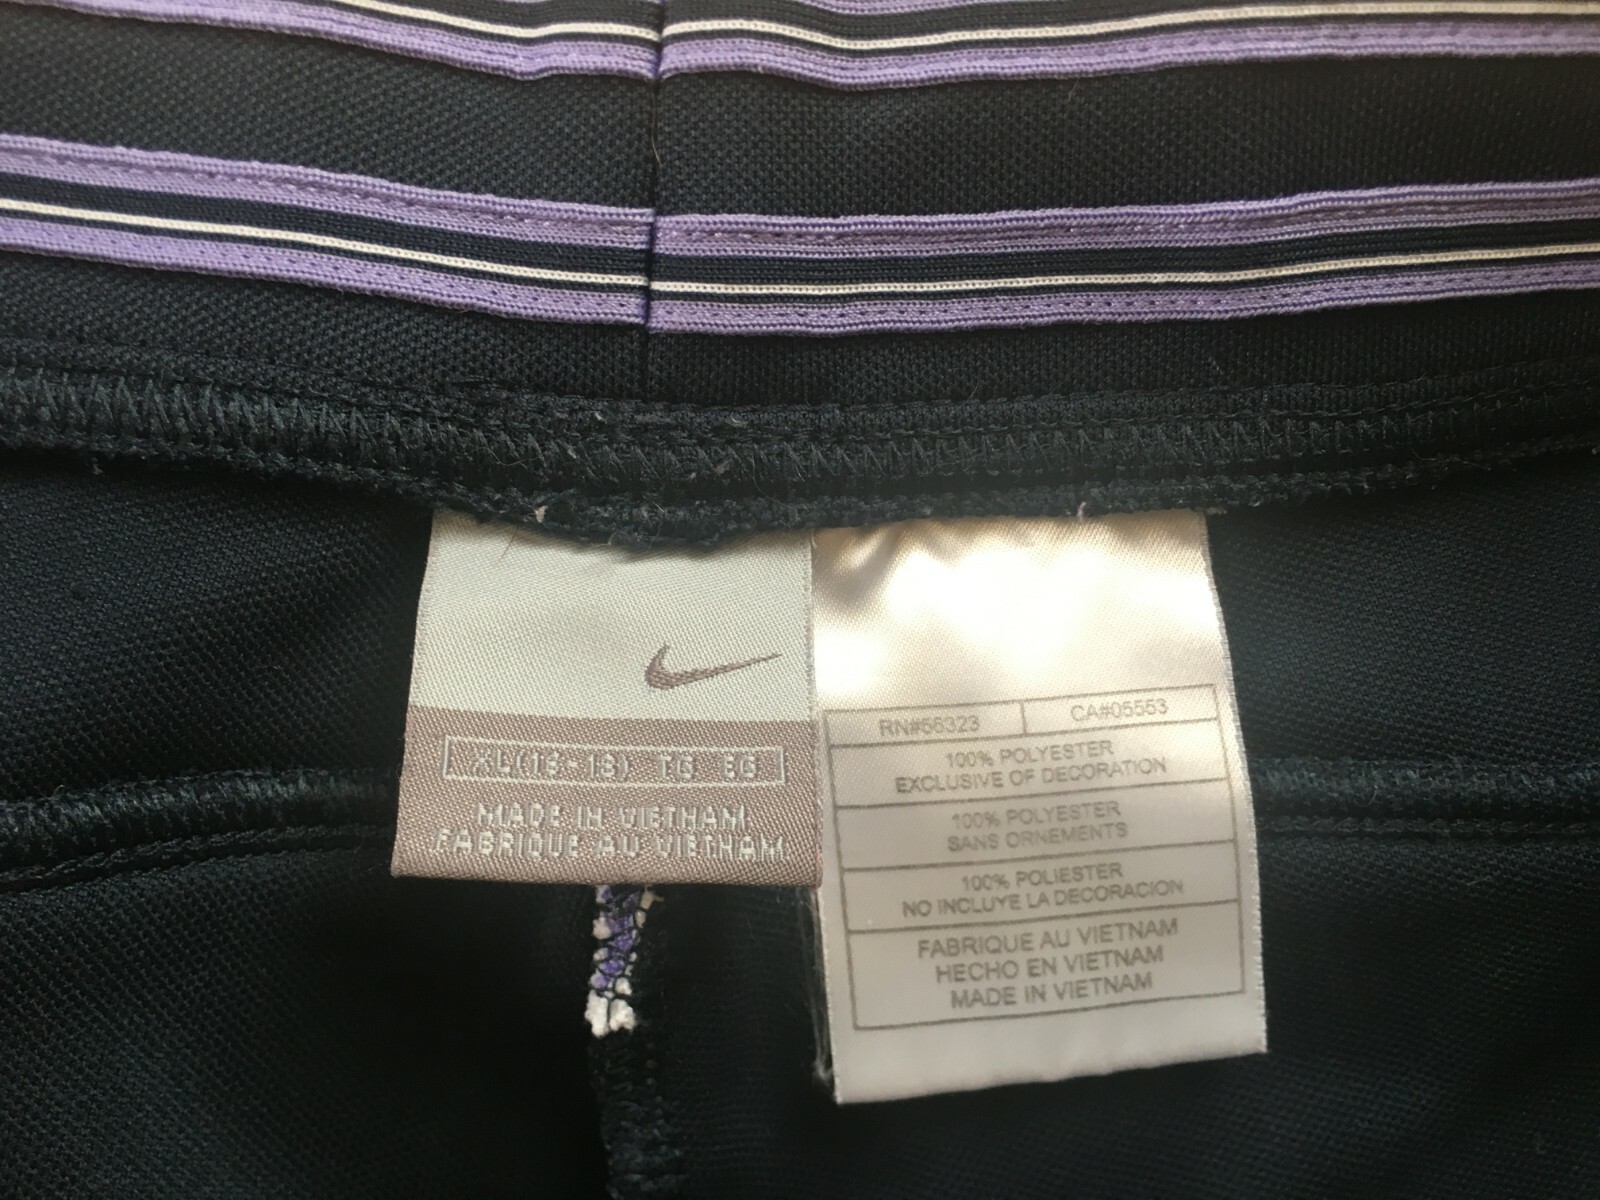 XL(16-18) TG EG
MADE IN VIETNAM
FABRIQUE AU VIETNAM
RN#56323 CA#05553
100% POLYESTER
EXCLUSIVE OF DECORATION
100% POLYESTER
SANS ORNEMENTS
100% POLIESTER
NO INCLUYE LA DECORACION
FABRIQUE AU VIETNAM
HECHO EN VIETNAM
MADE IN VIETNAM